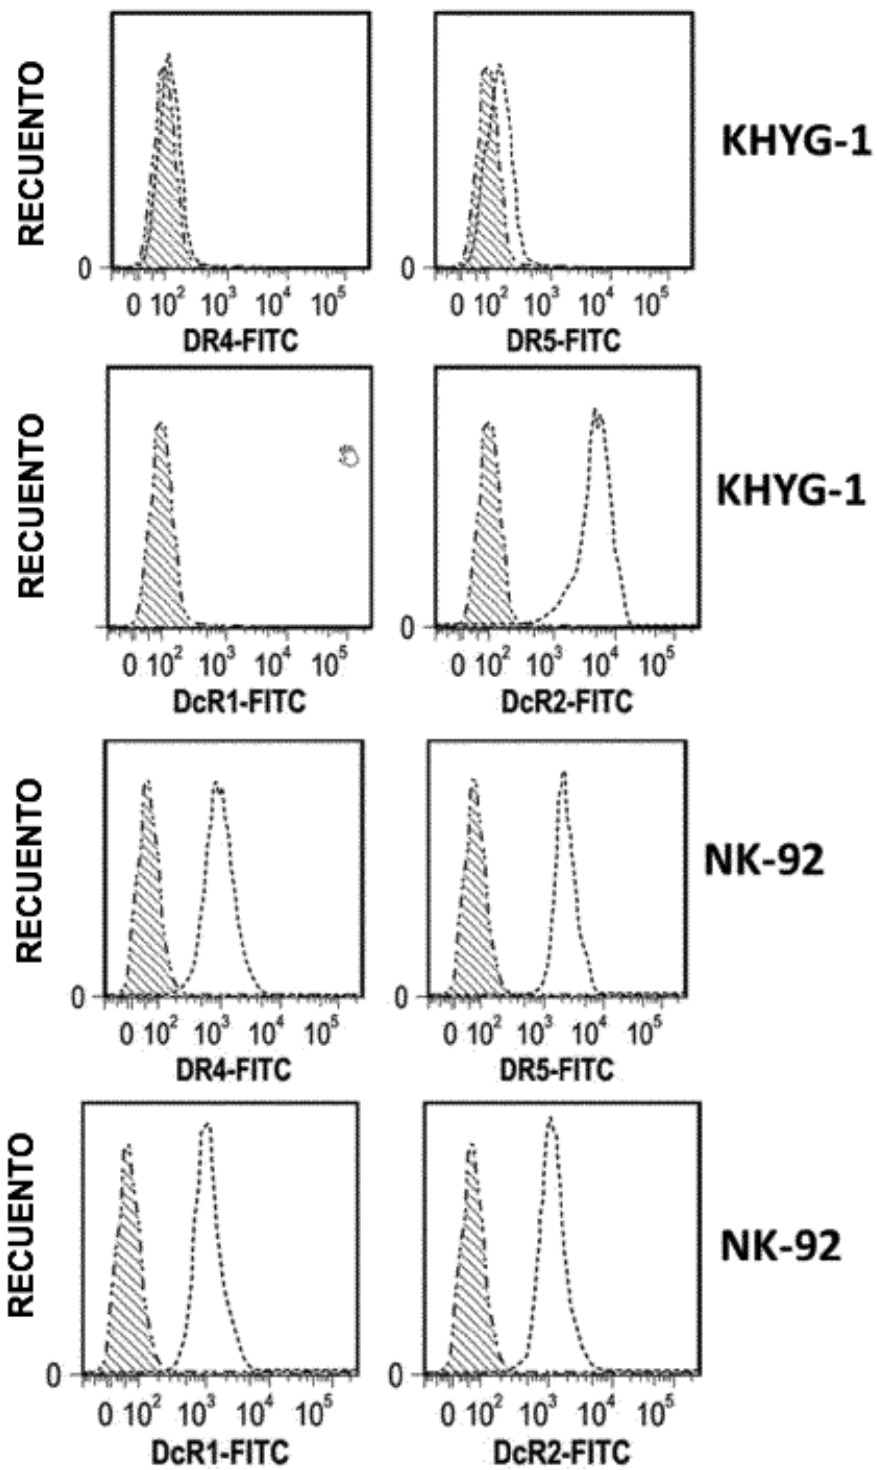 RECUENTO
0
0 10² 10³ 10⁴ 10⁵
DR4-FITC
0 10² 10³ 10⁴ 10⁵
DR5-FITC
KHYG-1
RECUENTO
0 10² 10³ 10⁴ 10⁵
DcR1-FITC
0
0 10² 10³ 10⁴ 10⁵
DcR2-FITC
KHYG-1
RECUENTO
0
0 10² 10³ 10⁴ 10⁵
DR4-FITC
0
0 10² 10³ 10⁴ 10⁵
DR5-FITC
NK-92
RECUENTO
0
0 10² 10³ 10⁴ 10⁵
DcR1-FITC
0
0 10² 10³ 10⁴ 10⁵
DcR2-FITC
NK-92